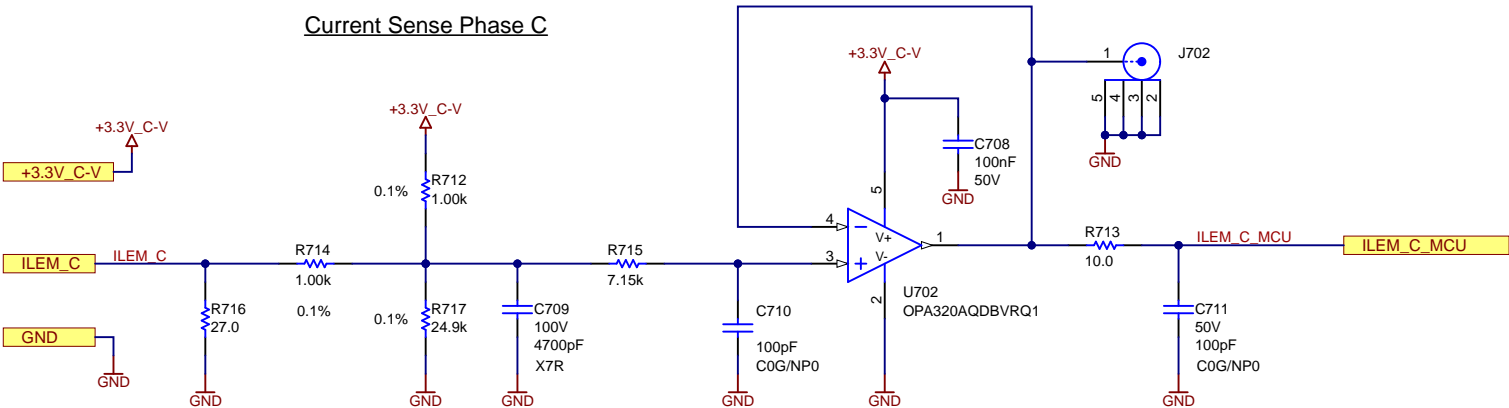 Current Sense Phase C
+3.3V_C-V
+3.3V_C-V
+3.3V_C-V
+3.3V_C-V
1
J702
5
4
3
2
GND
C708
100nF
50V
GND
0.1%
R712
1.00k
5
4
V+
V-
3
1
2
U702
OPA320AQDBVRQ1
ILEM_C
ILEM_C
R714
1.00k
0.1%
R715
7.15k
R713
10.0
ILEM_C_MCU
ILEM_C_MCU
R716
27.0
0.1%
R717
24.9k
C709
100V
4700pF
X7R
C710
100pF
C0G/NP0
C711
50V
100pF
C0G/NP0
GND
GND
GND
GND
GND
GND
GND
GND